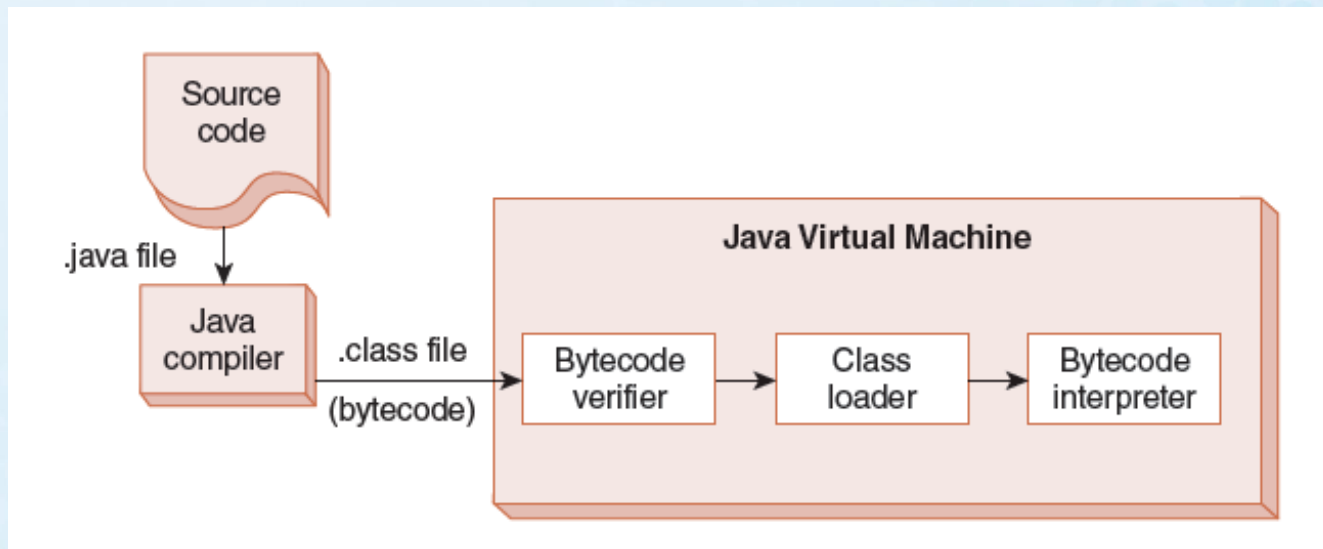 Source
code
.java file
Java
compiler
.class file
(bytecode)
Java Virtual Machine
Bytecode
verifier
Class
loader
Bytecode
interpreter